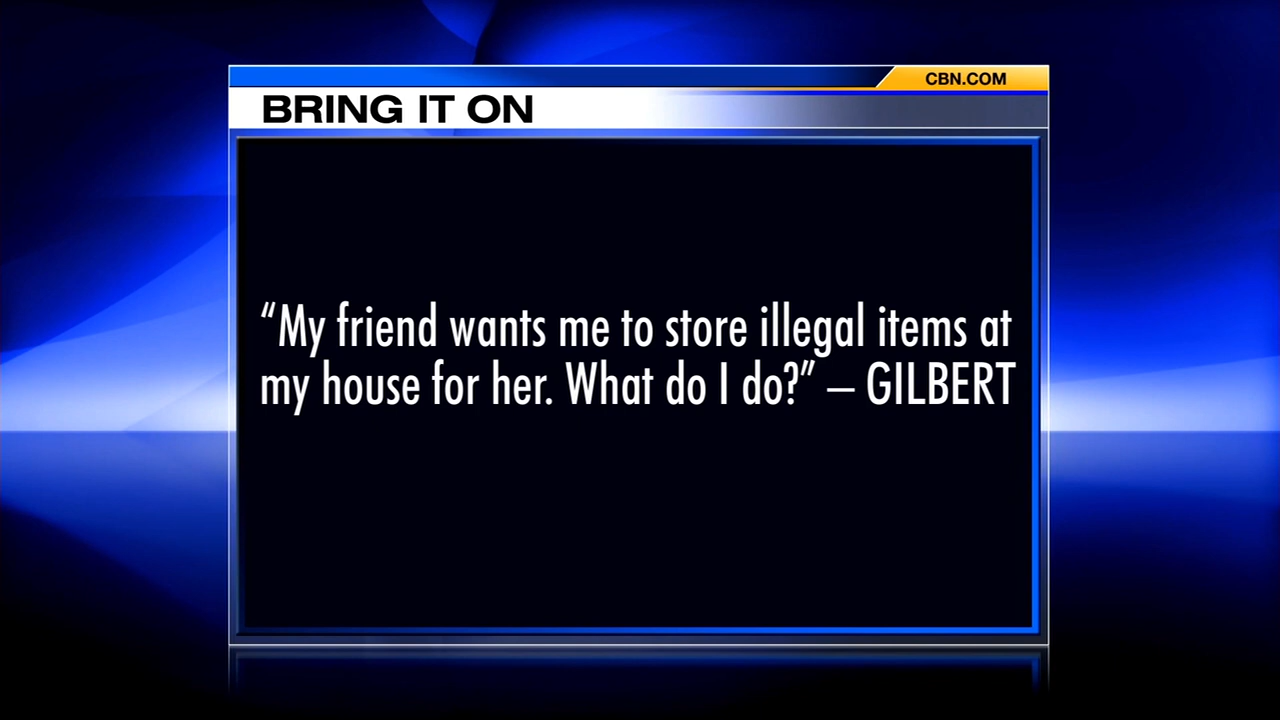 CBN.COM
BRING IT ON
“My friend wants me to store illegal items at
my house for her. What do I do?” – GILBERT